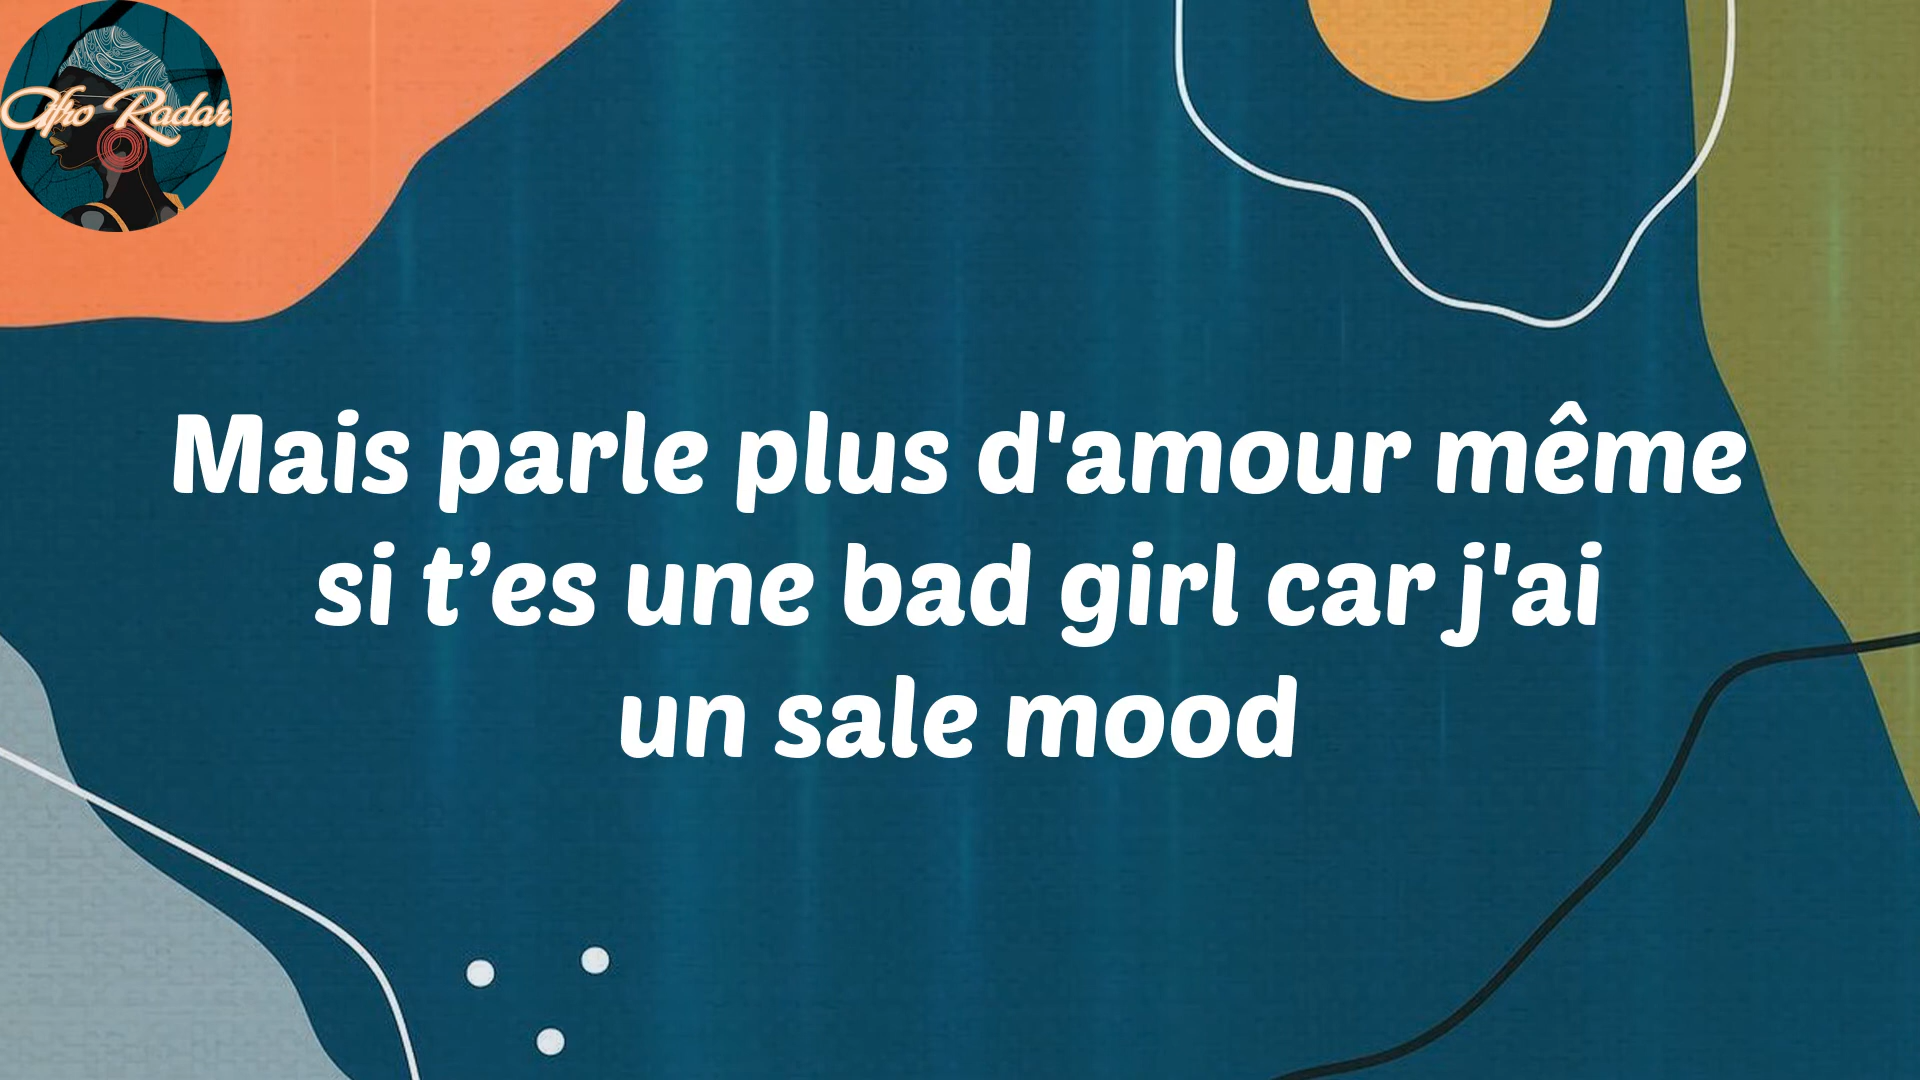 Afro Radar
Mais parle plus d'amour même
si t’es une bad girl car j'ai
un sale mood